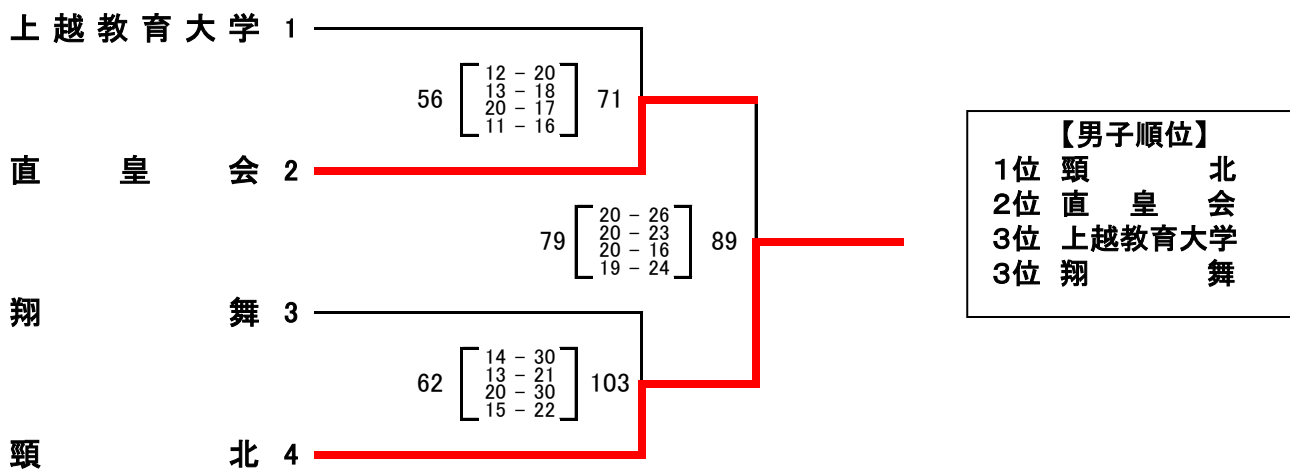 上越教育大学 1
56 12 - 20 71
13 - 18
20 - 17
11 - 16
直皇会 2
79 20 - 26 89
20 - 23
20 - 16
19 - 24
翔舞 3
62 14 - 30 103
13 - 21
20 - 30
15 - 22
頸北 4
【男子順位】
1位 頸北
2位 直皇会
3位 上越教育大学
3位 翔舞